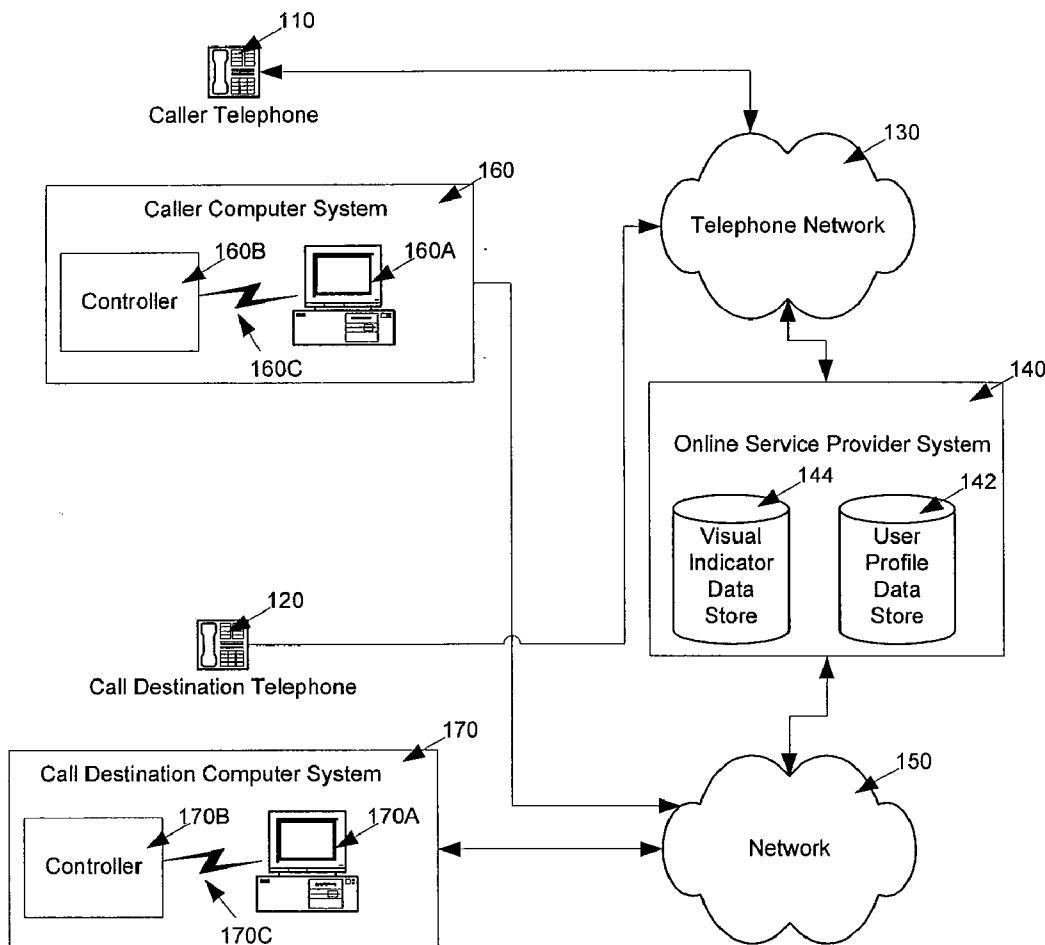 110
Caller Telephone
130
Telephone Network
160
Caller Computer System
160B
160A
Controller
160C
140
Online Service Provider System
144
142
Visual
Indicator
Data
Store
User
Profile
Data
Store
120
Call Destination Telephone
170
Call Destination Computer System
170B
170A
Controller
170C
150
Network